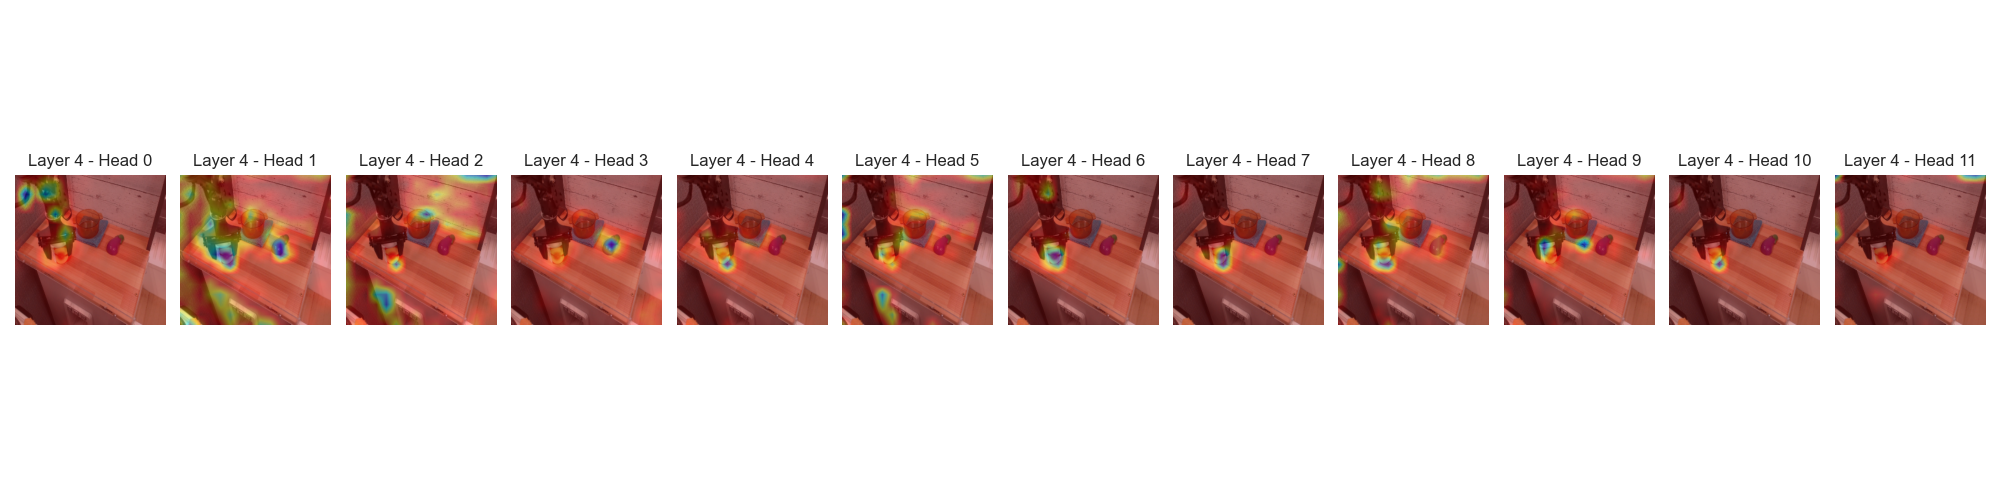 Layer 4 - Head 0
Layer 4 - Head 1
Layer 4 - Head 2
Layer 4 - Head 3
Layer 4 - Head 4
Layer 4 - Head 5
Layer 4 - Head 6
Layer 4 - Head 7
Layer 4 - Head 8
Layer 4 - Head 9
Layer 4 - Head 10
Layer 4 - Head 11